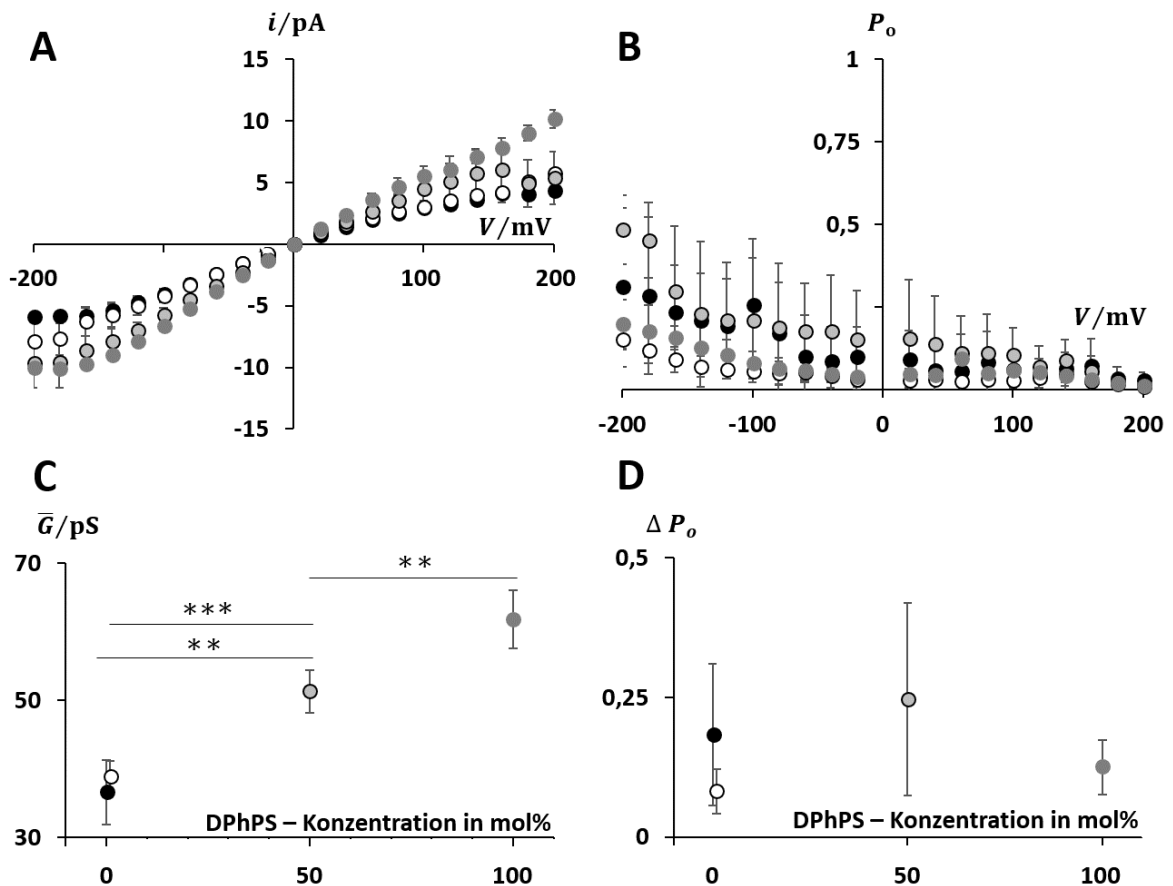 A
i/pA
15
10
5
-5
-10
-15
-200
100
200
V/mV
B
Pₒ
1
0,75
0,5
V/mV
-200
-100
0
100
200
C
G̅/pS
70
50
30
***
**
**
DPhPS – Konzentration in mol%
0
50
100
D
Δ Pₒ
0,5
0,25
0
DPhPS – Konzentration in mol%
0
50
100